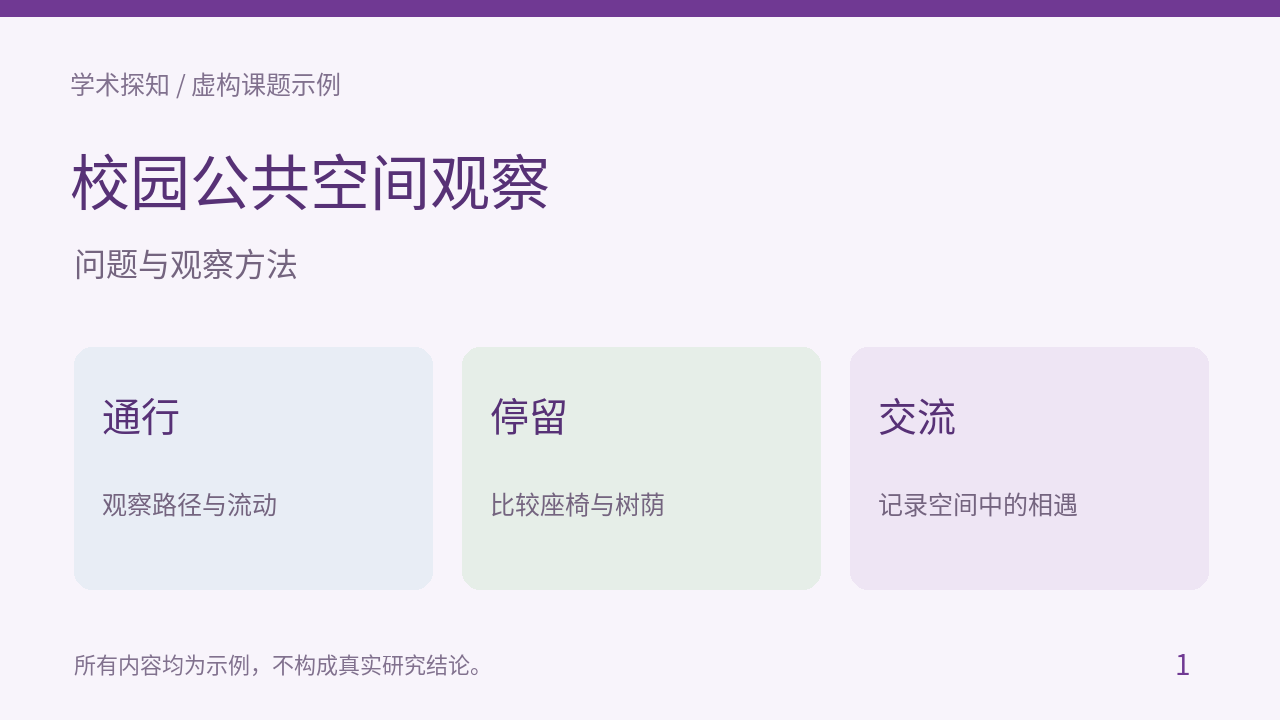 学术探知 / 虚构课题示例
校园公共空间观察
问题与观察方法
通行
观察路径与流动
停留
比较座椅与树荫
交流
记录空间中的相遇
所有内容均为示例，不构成真实研究结论。
1